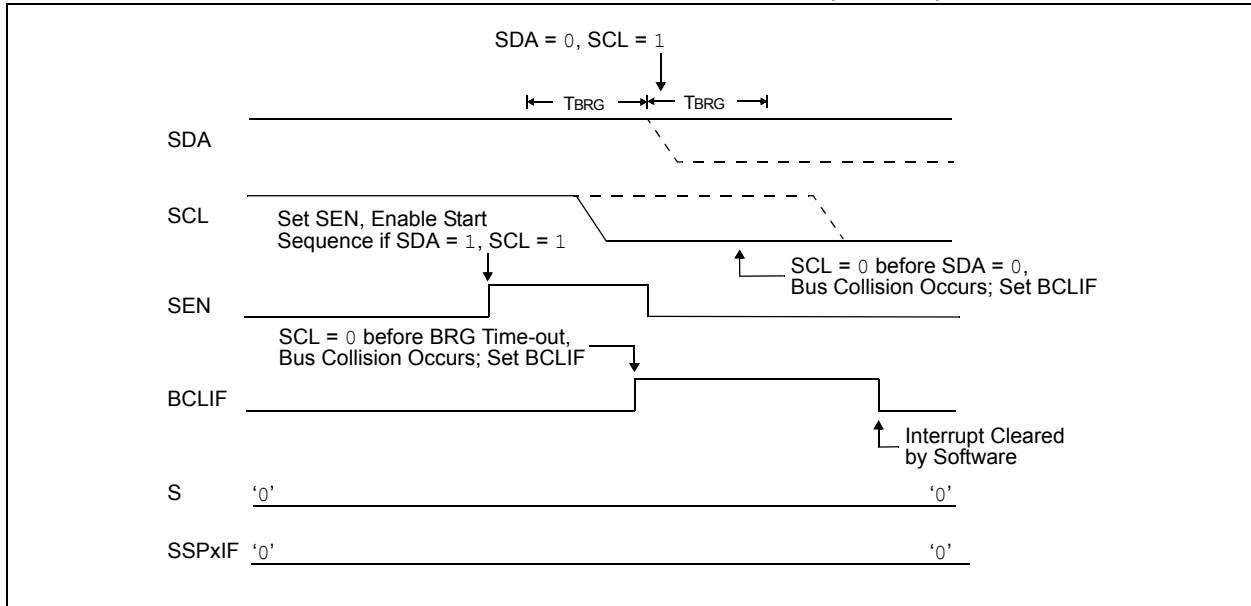 SDA = 0, SCL = 1
TBRG TBRG
SDA
SCL
Set SEN, Enable Start
Sequence if SDA = 1, SCL = 1
SCL = 0 before SDA = 0,
Bus Collision Occurs; Set BCLIF
SEN
SCL = 0 before BRG Time-out,
Bus Collision Occurs; Set BCLIF
BCLIF
Interrupt Cleared
by Software
S ‘0’ ‘0’
SSPxIF ‘0’ ‘0’